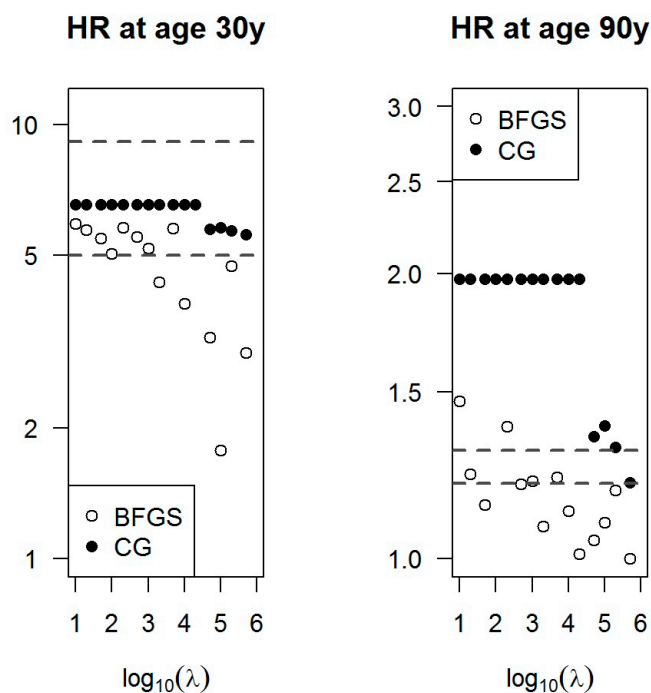 HR at age 30y
10
5
2
1
BFGS
CG
1 2 3 4 5 6
log10(λ)
HR at age 90y
3.0
2.5
2.0
1.5
1.0
BFGS
CG
1 2 3 4 5 6
log10(λ)